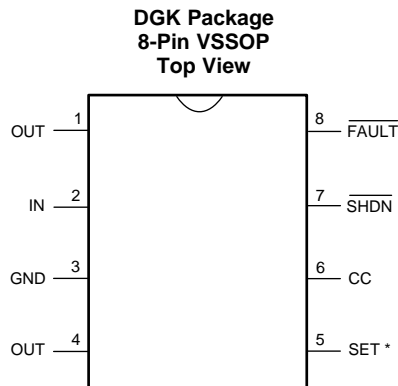 DGK Package
8-Pin VSSOP
Top View
OUT 1
8 FAULT
IN 2
7 SHDN
GND 3
6 CC
OUT 4
5 SET *